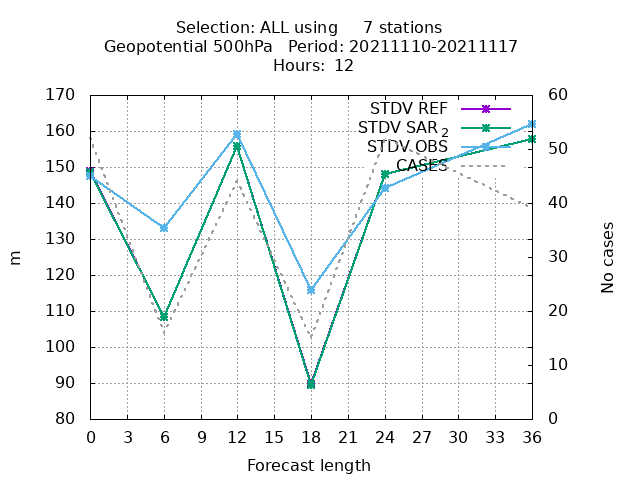 Selection: ALL using     7 stations
Geopotential 500hPa   Period: 20211110-20211117
Hours: 12
170
160
150
140
130
120
110
100
90
80
m
60
50
40
30
20
10
0
No cases
STDV REF
STDV SAR 2
STDV OBS
CASES
0 3 6 9 12 15 18 21 24 27 30 33 36
Forecast length